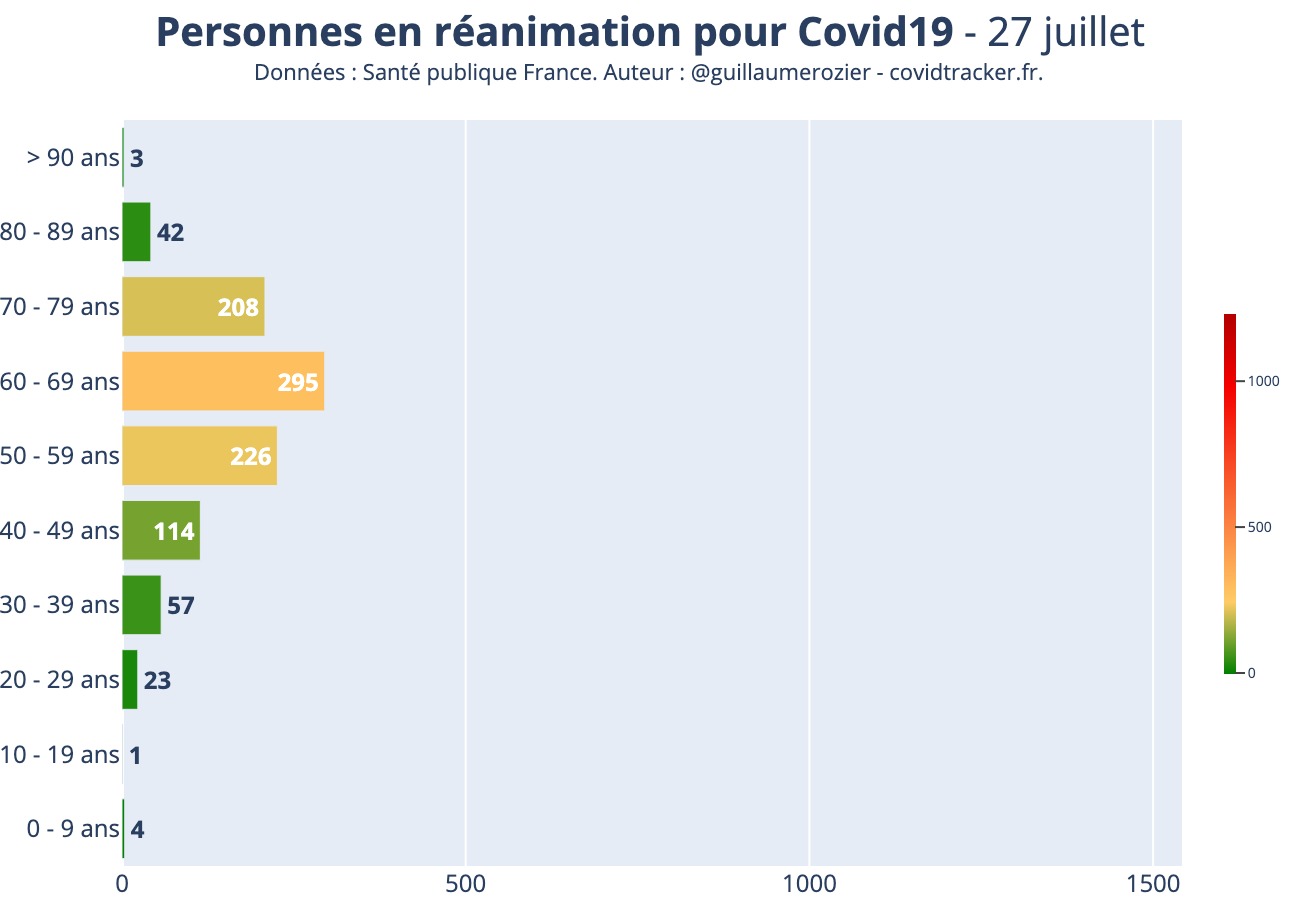 Personnes en réanimation pour Covid19 - 27 juillet
Données : Santé publique France. Auteur : @guillaumerozier - covidtracker.fr.
> 90 ans 3
80 - 89 ans 42
70 - 79 ans 208
60 - 69 ans 295
50 - 59 ans 226
40 - 49 ans 114
30 - 39 ans 57
20 - 29 ans 23
10 - 19 ans 1
0 - 9 ans 4
0 500 1000 1500
1000
500
0